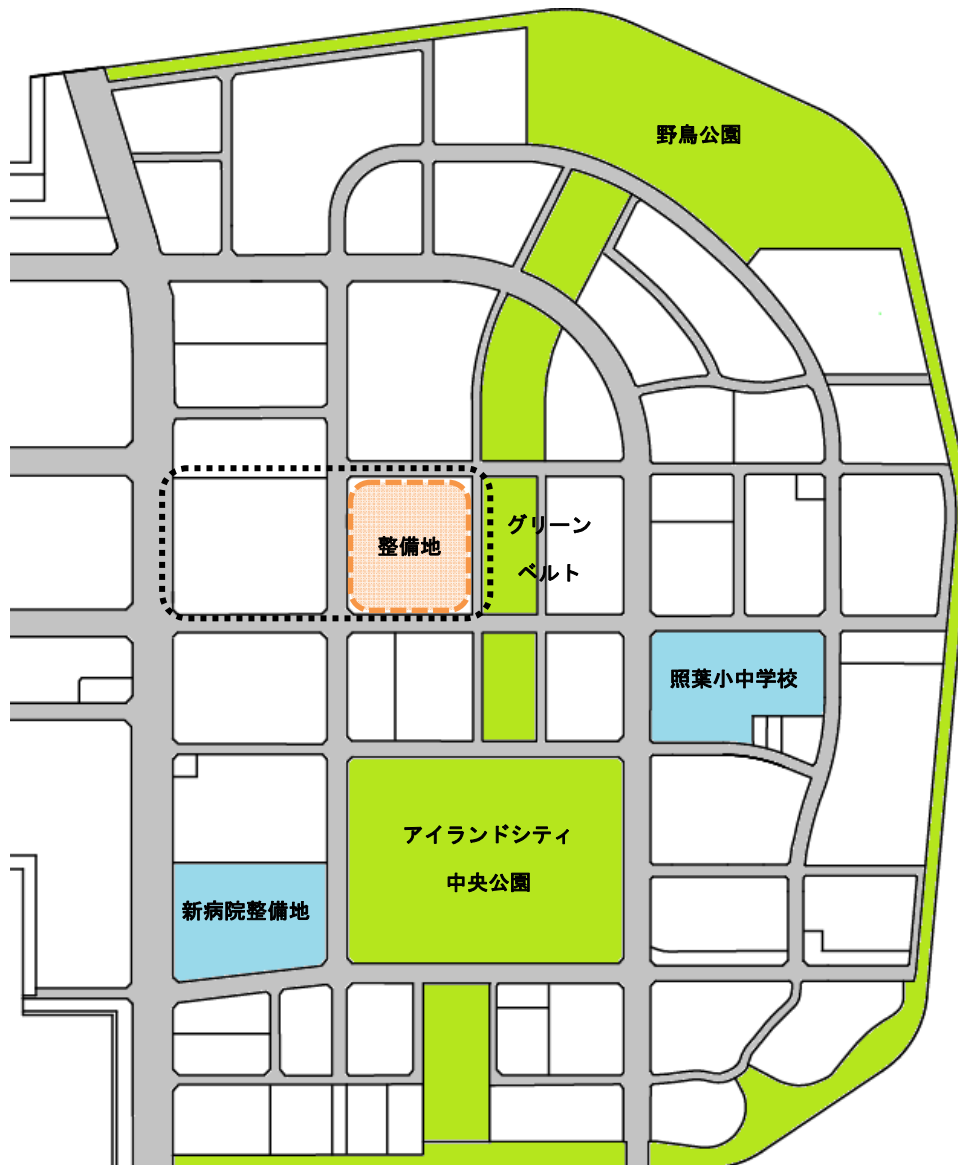 野鳥公園
グリーン
ベルト
整備地
照葉小中学校
アイランドシティ
中央公園
新病院整備地